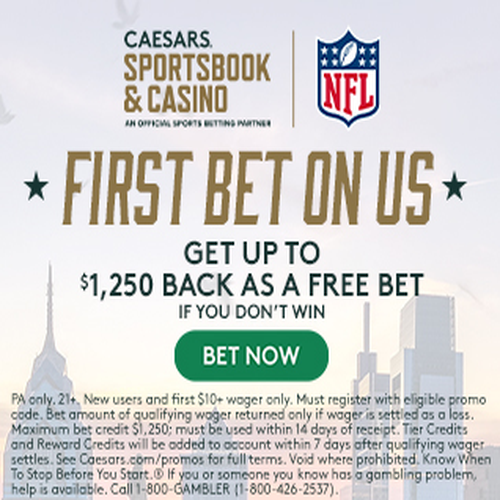 CAESARS.
SPORTSBOOK
& CASINO
AN OFFICIAL SPORTS BETTING PARTNER
NFL
FIRST BET ON US
GET UP TO
$1,250 BACK AS A FREE BET
IF YOU DON'T WIN
BET NOW
PA only. 21+. New users and first $10+ wager only. Must register with eligible promo
code. Bet amount of qualifying wager returned only if wager is settled as a loss.
Maximum bet credit $1,250; must be used within 14 days of receipt. Tier Credits
and Reward Credits will be added to account within 7 days after qualifying wager
settles. See Caesars.com/promos for full terms. Void where prohibited. Know When
To Stop Before You Start.® If you or someone you know has a gambling problem,
help is available. Call 1-800-GAMBLER (1-800-426-2537).